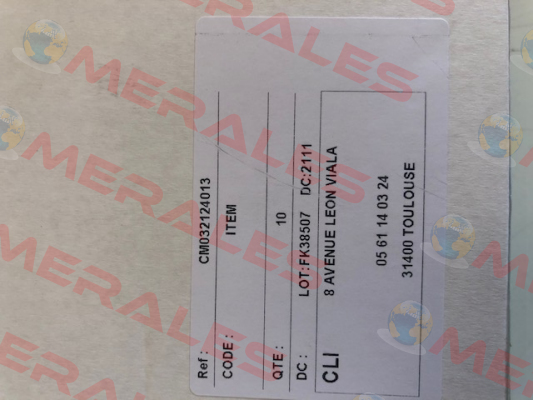 Ref : CM032124013
CODE : ITEM
QTE : 10
DC : LOT:FK38507 DC:2111
CLI
8 AVENUE LEON VIALA
05 61 14 03 24
31400 TOULOUSE
MERALES
MERALES
MERALES
MERALES